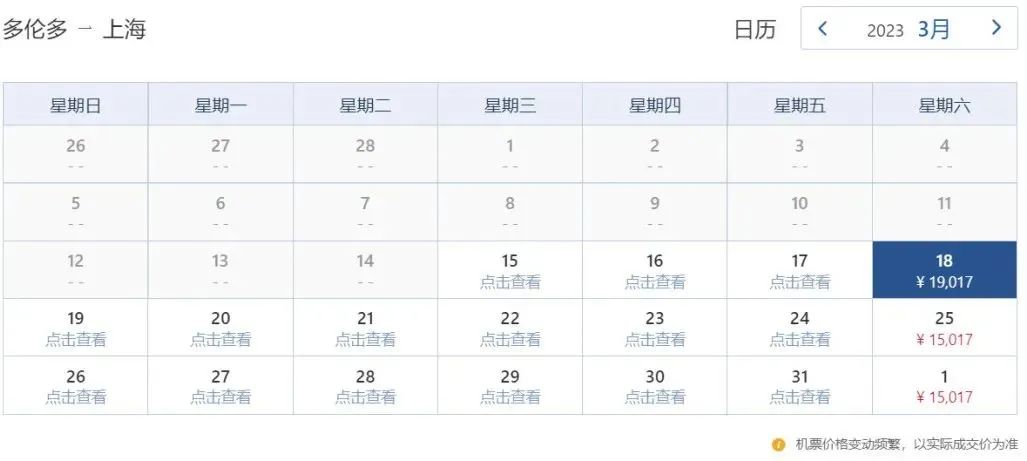 多伦多 → 上海 日历 < 2023 3月 >
星期日 星期一 星期二 星期三 星期四 星期五 星期六
26 27 28 1 2 3 4
-- -- -- -- -- -- --
5 6 7 8 9 10 11
-- -- -- -- -- -- --
12 13 14 15 16 17 18
-- -- -- 点击查看 点击查看 点击查看 ¥ 19,017
19 20 21 22 23 24 25
点击查看 点击查看 点击查看 点击查看 点击查看 点击查看 ¥ 15,017
26 27 28 29 30 31 1
点击查看 点击查看 点击查看 点击查看 点击查看 点击查看 ¥ 15,017
机票价格变动频繁，以实际成交价为准